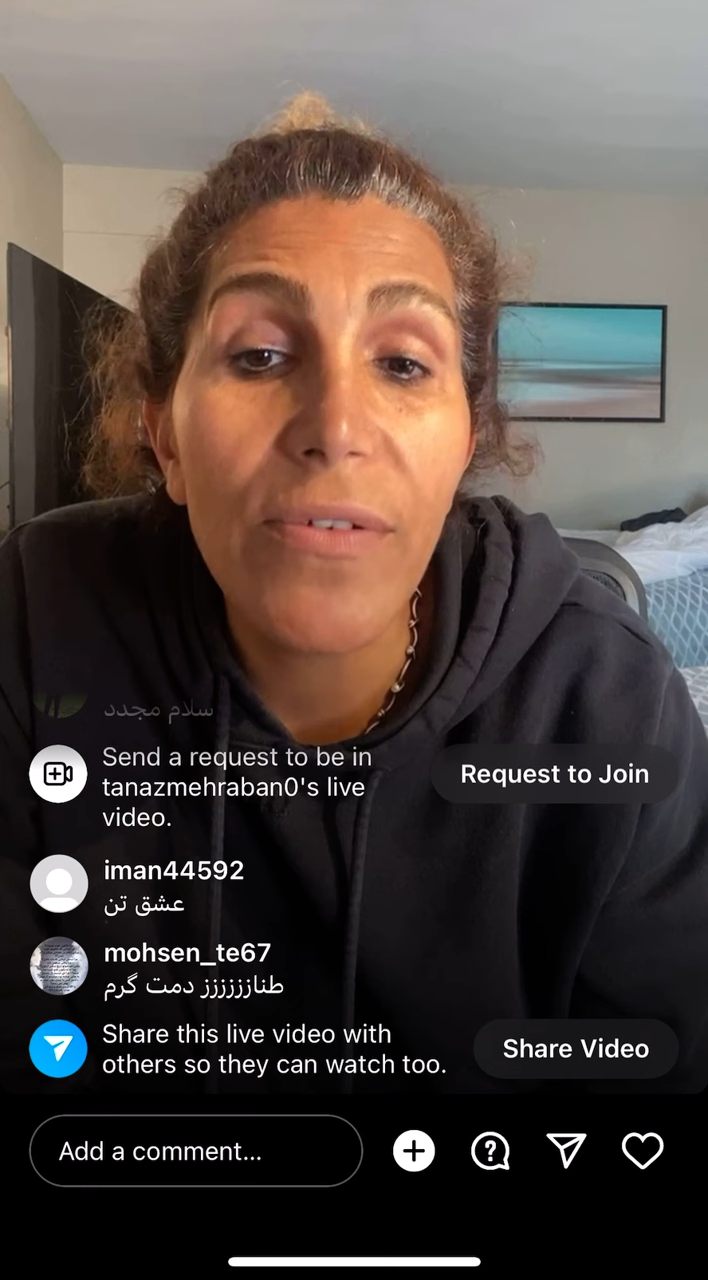 سلام مجدد
Send a request to be in
tanazmehraban0's live
video.
Request to Join
iman44592
عشق تن
mohsen_te67
طنازززززز دمت گرم
Share this live video with
others so they can watch too.
Share Video
Add a comment...